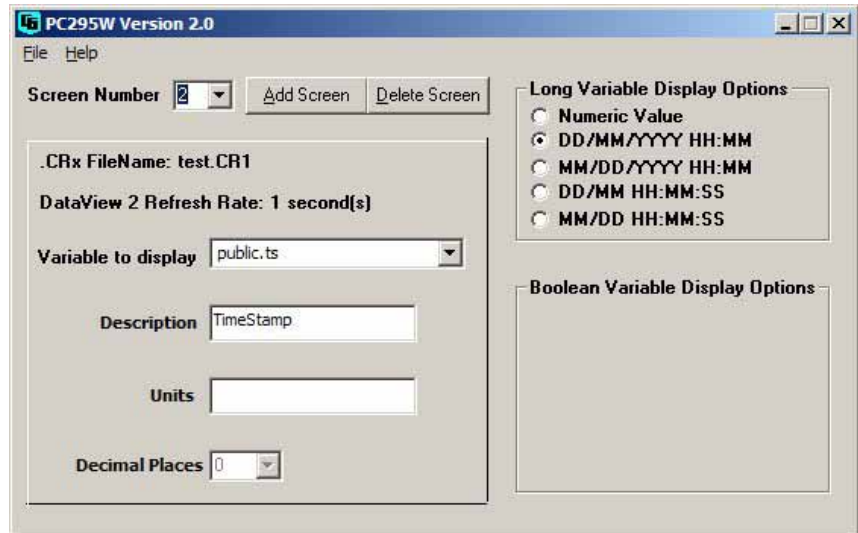 PC295W Version 2.0
File Help
Screen Number 2 Add Screen Delete Screen
.CRx FileName: test.CR1
DataView 2 Refresh Rate: 1 second(s)
Variable to display public.ts
Description TimeStamp
Units
Decimal Places 0
Long Variable Display Options
Numeric Value
DD/MM/YYYY HH:MM
MM/DD/YYYY HH:MM
DD/MM HH:MM:SS
MM/DD HH:MM:SS
Boolean Variable Display Options